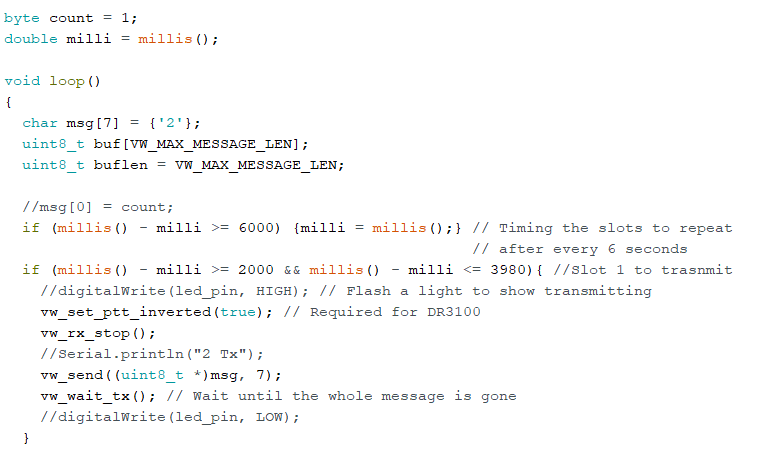 byte count = 1;
double milli = millis();

void loop()
{
  char msg[7] = {'2'};
  uint8_t buf[VW_MAX_MESSAGE_LEN];
  uint8_t buflen = VW_MAX_MESSAGE_LEN;

  //msg[0] = count;
  if (millis() - milli >= 6000) {milli = millis();} // Timing the slots to repeat
                                                    // after every 6 seconds
  if (millis() - milli >= 2000 && millis() - milli <= 3980){ //Slot 1 to trasnmit
    //digitalWrite(led_pin, HIGH); // Flash a light to show transmitting
    vw_set_ptt_inverted(true); // Required for DR3100
    vw_rx_stop();
    //Serial.println("2 Tx");
    vw_send((uint8_t *)msg, 7);
    vw_wait_tx(); // Wait until the whole message is gone
    //digitalWrite(led_pin, LOW);
  }